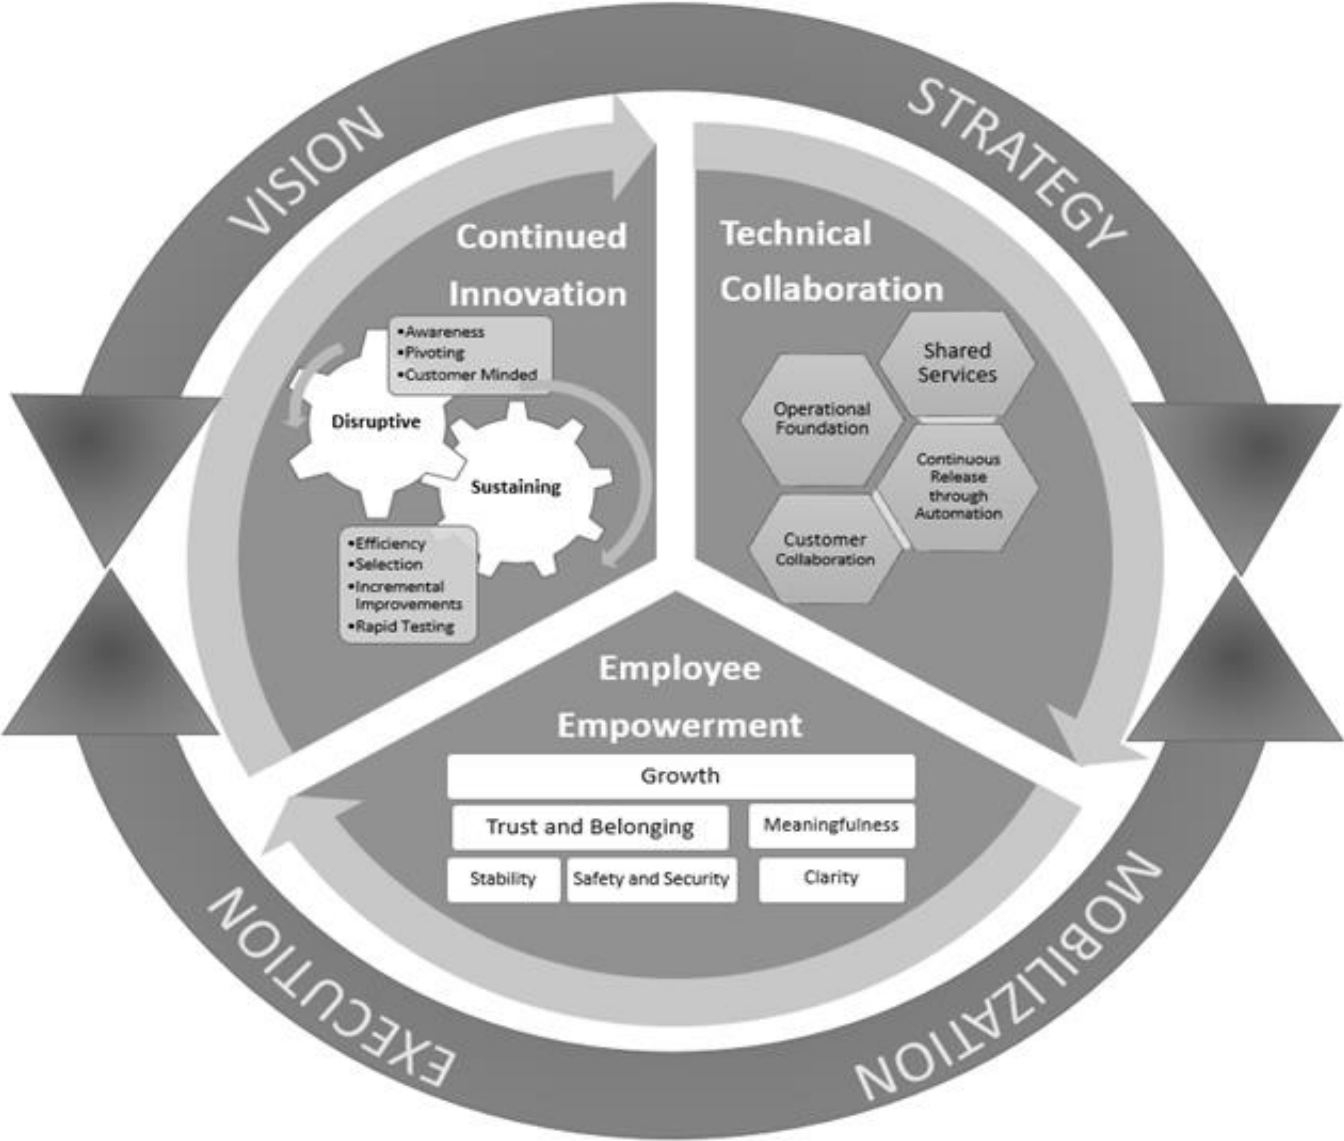 VISION
STRATEGY
Continued
Innovation
•Awareness
•Pivoting
•Customer Minded
Disruptive
Sustaining
•Efficiency
•Selection
•Incremental
Improvements
•Rapid Testing
Technical
Collaboration
Shared
Services
Operational
Foundation
Continuous
Release
through
Automation
Customer
Collaboration
Employee
Empowerment
Growth
Trust and Belonging
Meaningfulness
Stability
Safety and Security
Clarity
EXECUTION
MOBILIZATION